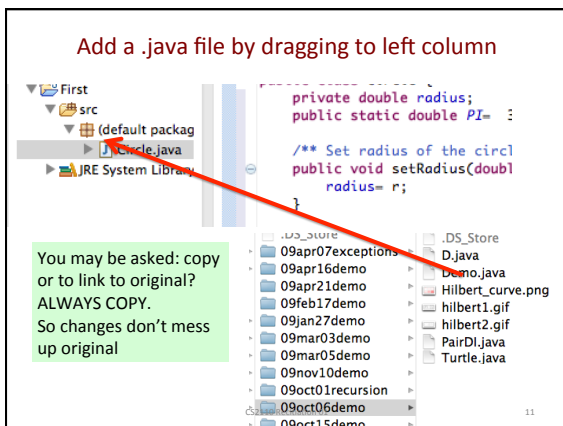 Add a .java file by dragging to left column
First
src
(default packag
Circle.java
JRE System Library
private double radius;
public static double PI=
/** Set radius of the circl
public void setRadius(doubl
radius= r;
}
You may be asked: copy
or to link to original?
ALWAYS COPY.
So changes don't mess
up original
.DS_Store
09apr07exceptions
09apr16demo
09apr21demo
09feb17demo
09jan27demo
09mar03demo
09mar05demo
09nov10demo
09oct01recursion
09oct06demo
09oct15demo
.DS_Store
D.java
Demo.java
Hilbert_curve.png
hilbert1.gif
hilbert2.gif
PairDI.java
Turtle.java
11